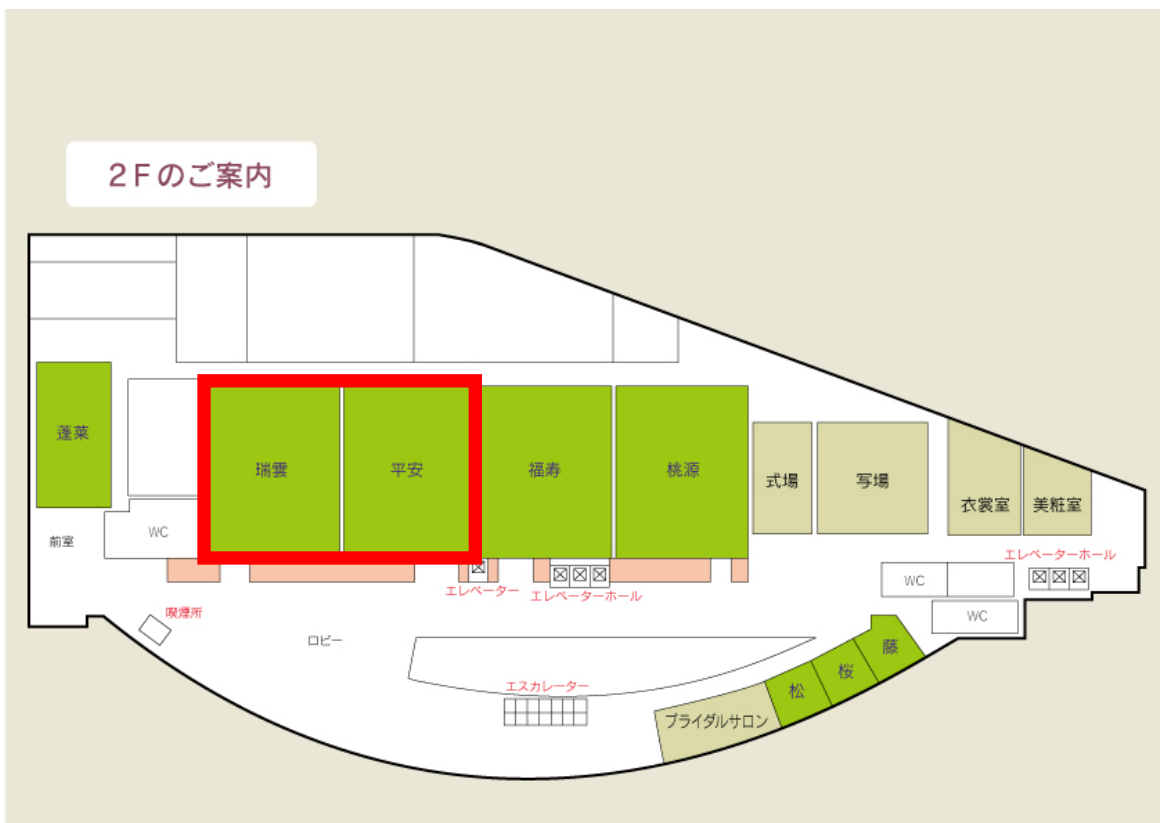 2Fのご案内
蓬莱
瑞雲
平安
福寿
桃源
式場
写場
衣裳室
美粧室
前室
WC
エレベーター
エレベーターホール
エレベーターホール
WC
WC
喫煙所
ロビー
エスカレーター
ブライダルサロン
松
桜
藤